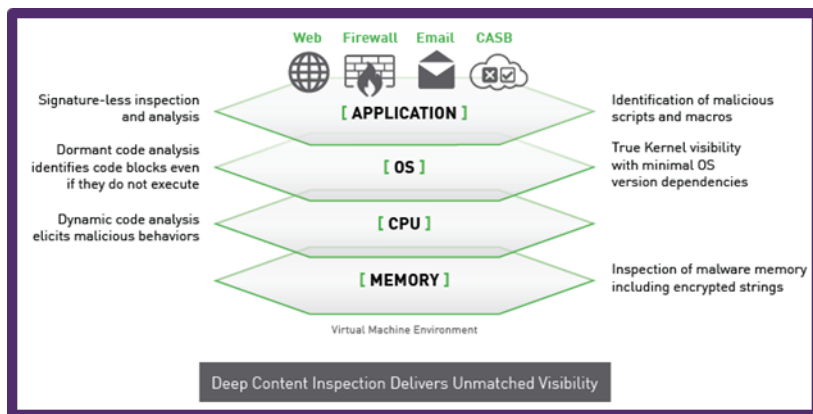 Web Firewall Email CASB
Signature-less inspection
and analysis
[ APPLICATION ]
Identification of malicious
scripts and macros
Dormant code analysis
identifies code blocks even
if they do not execute
[ OS ]
True Kernel visibility
with minimal OS
version dependencies
Dynamic code analysis
elicits malicious behaviors
[ CPU ]
[ MEMORY ]
Inspection of malware memory
including encrypted strings
Virtual Machine Environment
Deep Content Inspection Delivers Unmatched Visibility